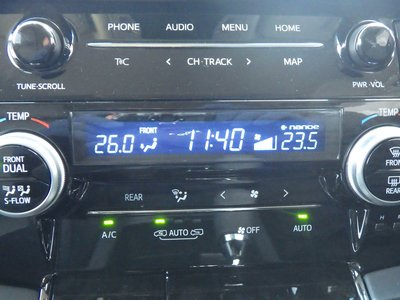 PHONE AUDIO MENU HOME
TUNE·SCROLL T/C ‹ CH·TRACK › MAP PWR·VOL
TEMP nanoe TEMP
26.0 FRONT 11:40 23.5
FRONT DUAL
S-FLOW
REAR
FRONT
REAR
A/C AUTO OFF AUTO